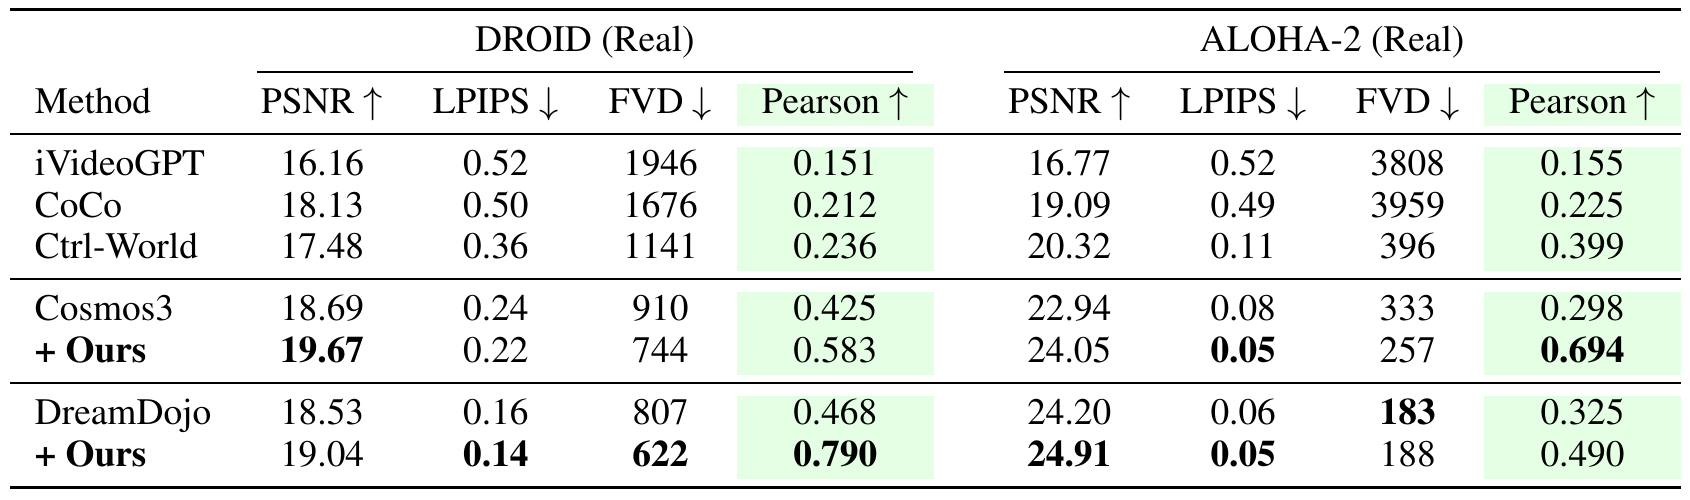 DROID (Real) ALOHA-2 (Real)
Method PSNR ↑ LPIPS ↓ FVD ↓ Pearson ↑ PSNR ↑ LPIPS ↓ FVD ↓ Pearson ↑
iVideoGPT 16.16 0.52 1946 0.151 16.77 0.52 3808 0.155
CoCo 18.13 0.50 1676 0.212 19.09 0.49 3959 0.225
Ctrl-World 17.48 0.36 1141 0.236 20.32 0.11 396 0.399
Cosmos3 18.69 0.24 910 0.425 22.94 0.08 333 0.298
+ Ours 19.67 0.22 744 0.583 24.05 0.05 257 0.694
DreamDojo 18.53 0.16 807 0.468 24.20 0.06 183 0.325
+ Ours 19.04 0.14 622 0.790 24.91 0.05 188 0.490